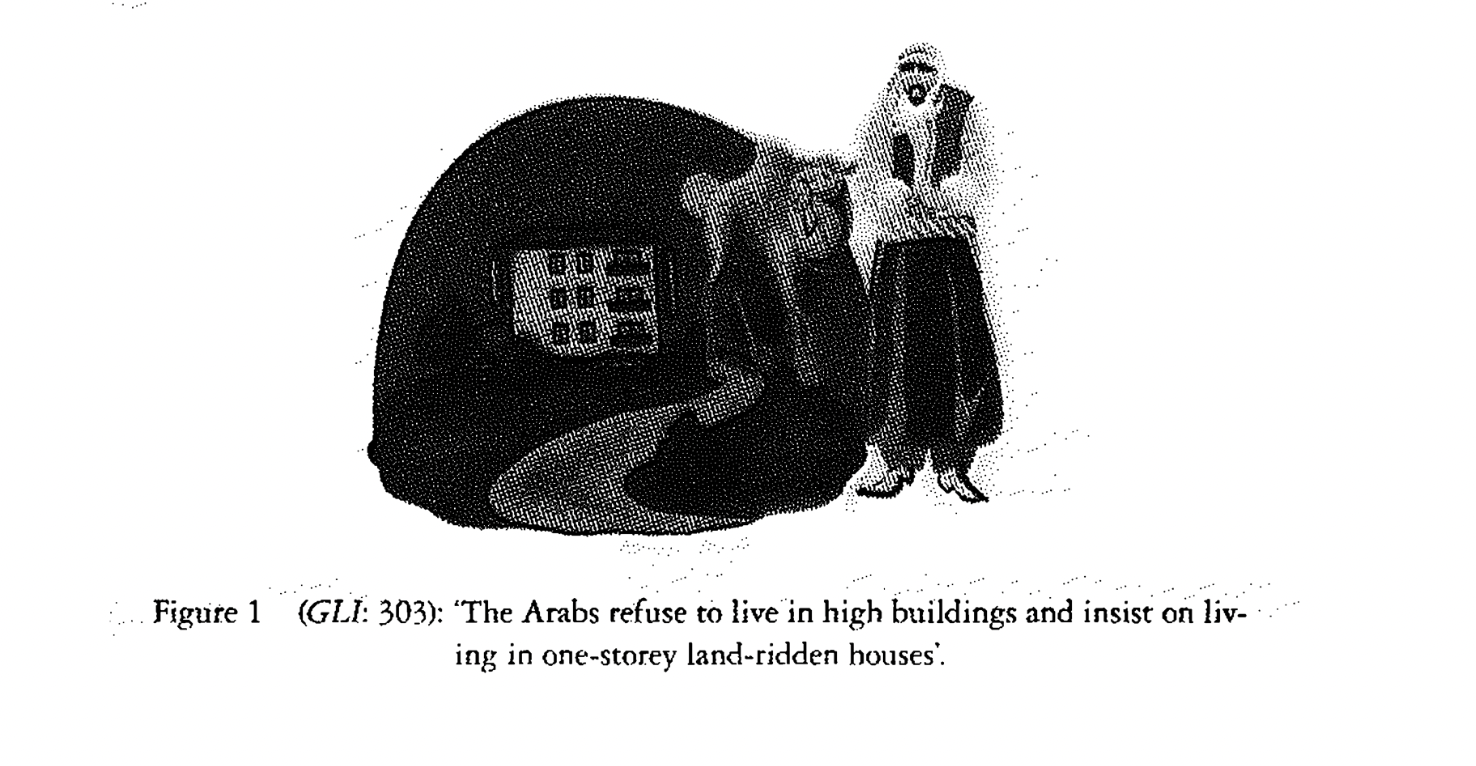 Figure 1 (GLI: 303): ‘The Arabs refuse to live in high buildings and insist on liv-
ing in one-storey land-ridden houses’.